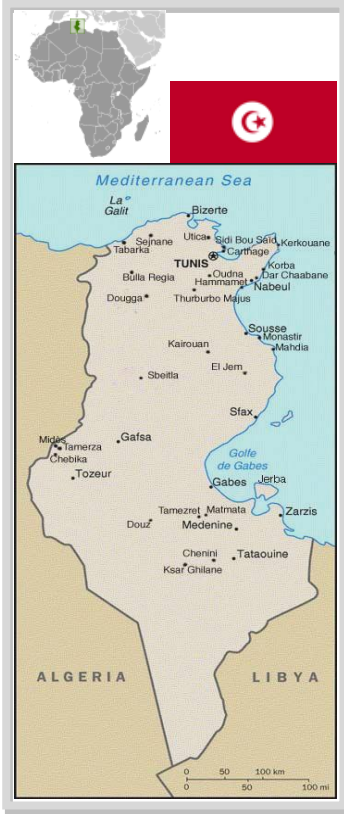 Mediterranean Sea
La
Galit
Bizerte
Utica
Sidi Bou Said
Kerkouane
Sejnane
Tabarka
Carthage
TUNIS
Korba
Bulla Regia
Oudna
Dar Chaabane
Hammamet
Nabeul
Dougga
Thurburbo Majus
Sousse
Monastir
Kairouan
Mahdia
El Jem
Sbeitla
Sfax
Midès
Gafsa
Tamerza
Chebika
Golfe
de Gabes
Tozeur
Gabes
Jerba
Tamezret
Matmata
Zarzis
Douz
Medenine
Chenini
Tataouine
Ksar Ghilane
ALGERIA
LIBYA
0 50 100 km
0 50 100 mi